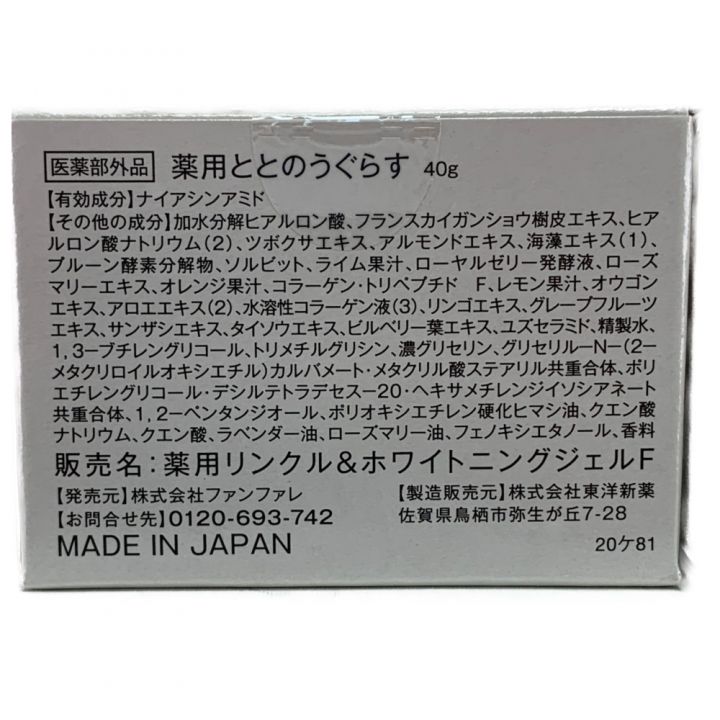 医薬部外品 薬用ととのうぐらす 40g
【有効成分】ナイアシンアミド
【その他の成分】加水分解ヒアルロン酸、フランスカイガンショウ樹皮エキス、ヒア
ルロン酸ナトリウム(2)、ツボクサエキス、アルモンドエキス、海藻エキス(1)、
プルーン酵素分解物、ソルビット、ライム果汁、ローヤルゼリー発酵液、ローズ
マリーエキス、オレンジ果汁、コラーゲン・トリペプチド F、レモン果汁、オウゴン
エキス、アロエエキス(2)、水溶性コラーゲン液(3)、リンゴエキス、グレープフルーツ
エキス、サンザシエキス、タイソウエキス、ビルベリー葉エキス、ユズセラミド、精製水、
1,3-ブチレングリコール、トリメチルグリシン、濃グリセリン、グリセリル-N-(2-
メタクリロイルオキシエチル)カルバメート・メタクリル酸ステアリル共重合体、ポリ
エチレングリコール・デシルテトラデセス-20・ヘキサメチレンジイソシアネート
共重合体、1,2-ペンタンジオール、ポリオキシエチレン硬化ヒマシ油、クエン酸
ナトリウム、クエン酸、ラベンダー油、ローズマリー油、フェノキシエタノール、香料
販売名：薬用リンクル&ホワイトニングジェルF
【発売元】株式会社ファンファレ 【製造販売元】株式会社東洋新薬
【お問合せ先】0120-693-742 佐賀県鳥栖市弥生が丘7-28
MADE IN JAPAN 20ケ81